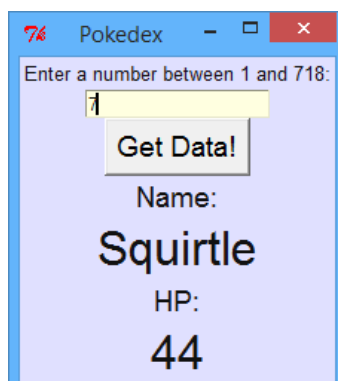 Pokedex
Enter a number between 1 and 718:
7
Get Data!
Name:
Squirtle
HP:
44